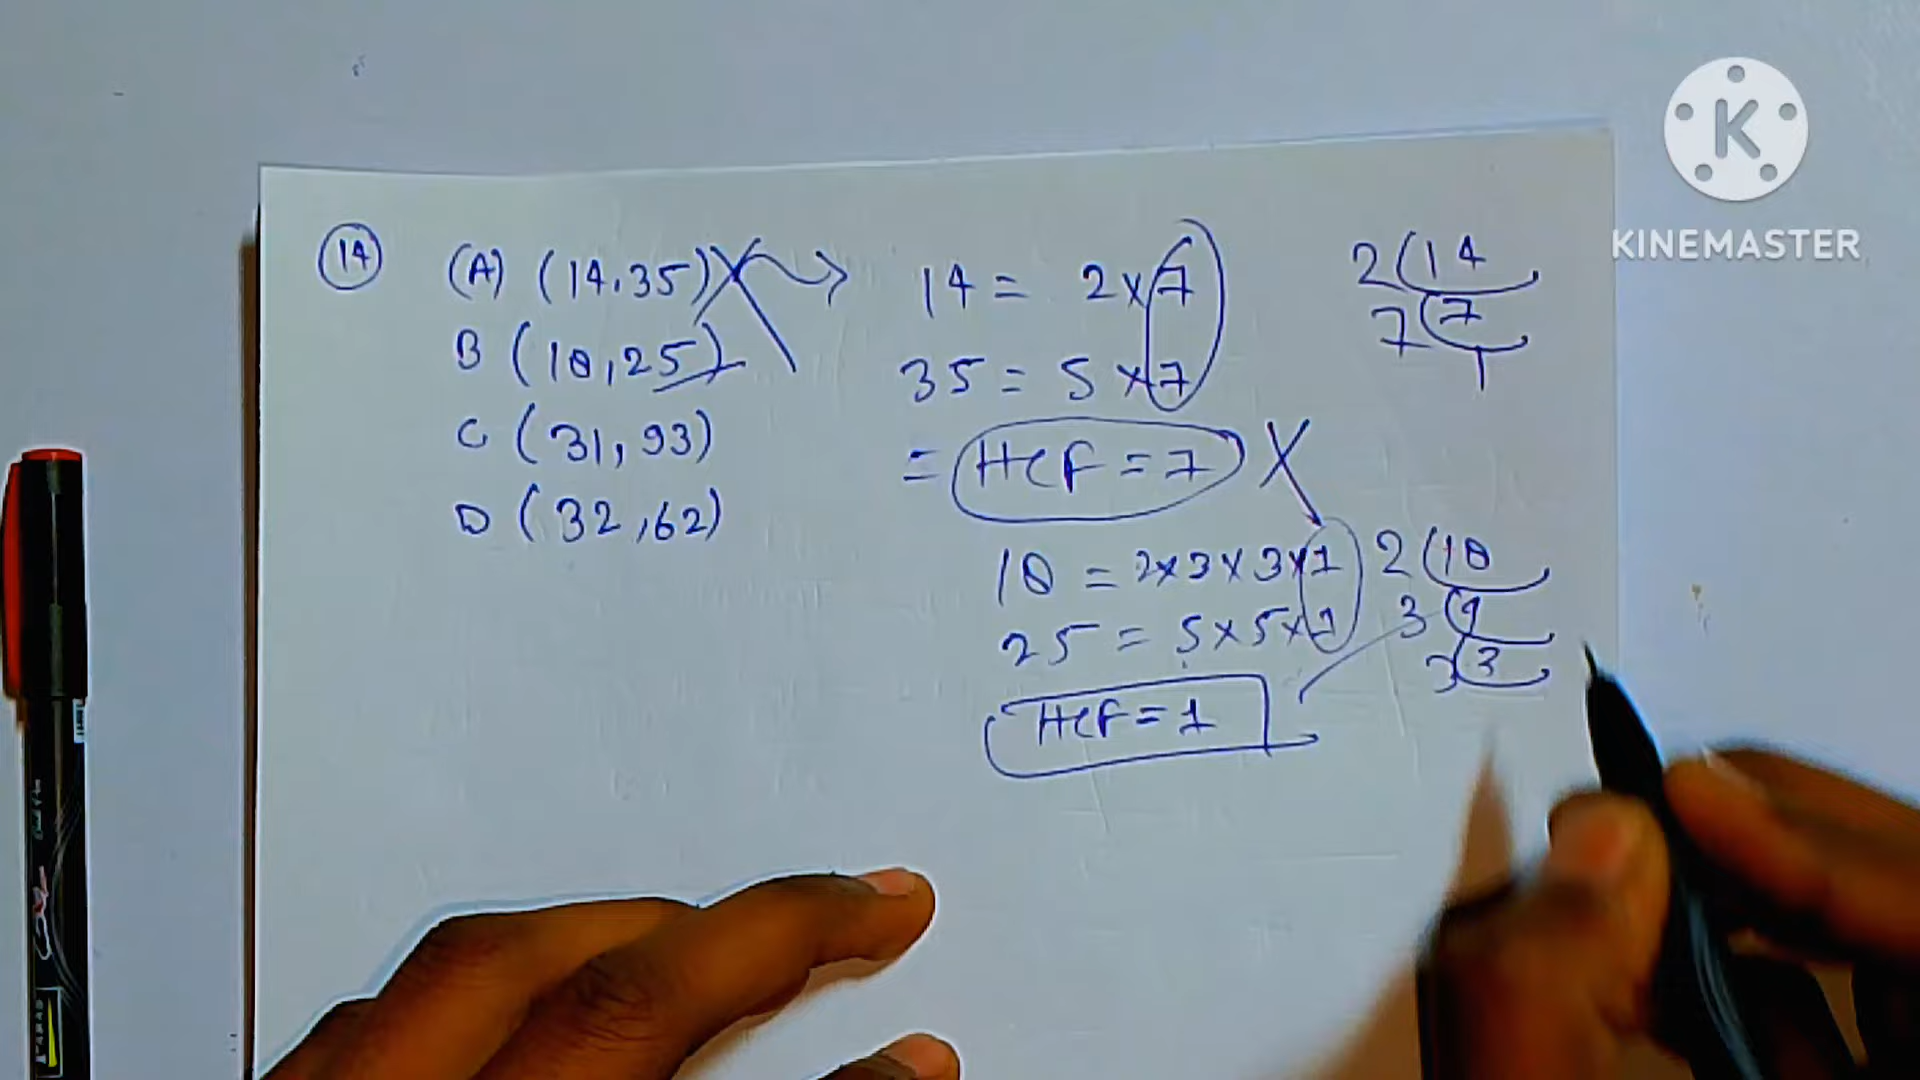 KINEMASTER
14
(A) (14,35)
B (18,25)
C (31,93)
D (32,62)
14 = 2×7
35 = 5×7
= HCF = 7
18 = 2×3×3×1
25 = 5×5×1
HCF = 1
2 14
7 7
1
2 18
3 9
3 3